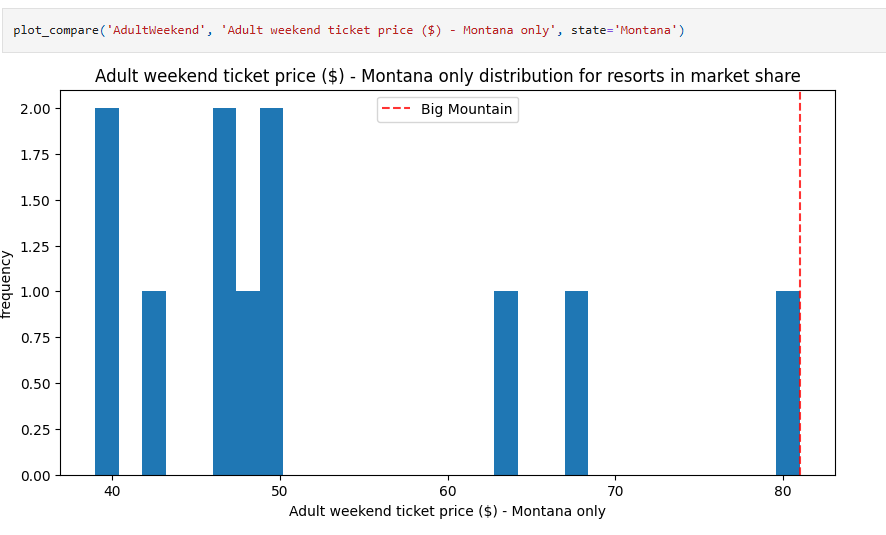 plot_compare('AdultWeekend', 'Adult weekend ticket price ($) - Montana only', state='Montana')
Adult weekend ticket price ($) - Montana only distribution for resorts in market share
Big Mountain
2.00
1.75
1.50
1.25
1.00
0.75
0.50
0.25
0.00
frequency
40
50
60
70
80
Adult weekend ticket price ($) - Montana only